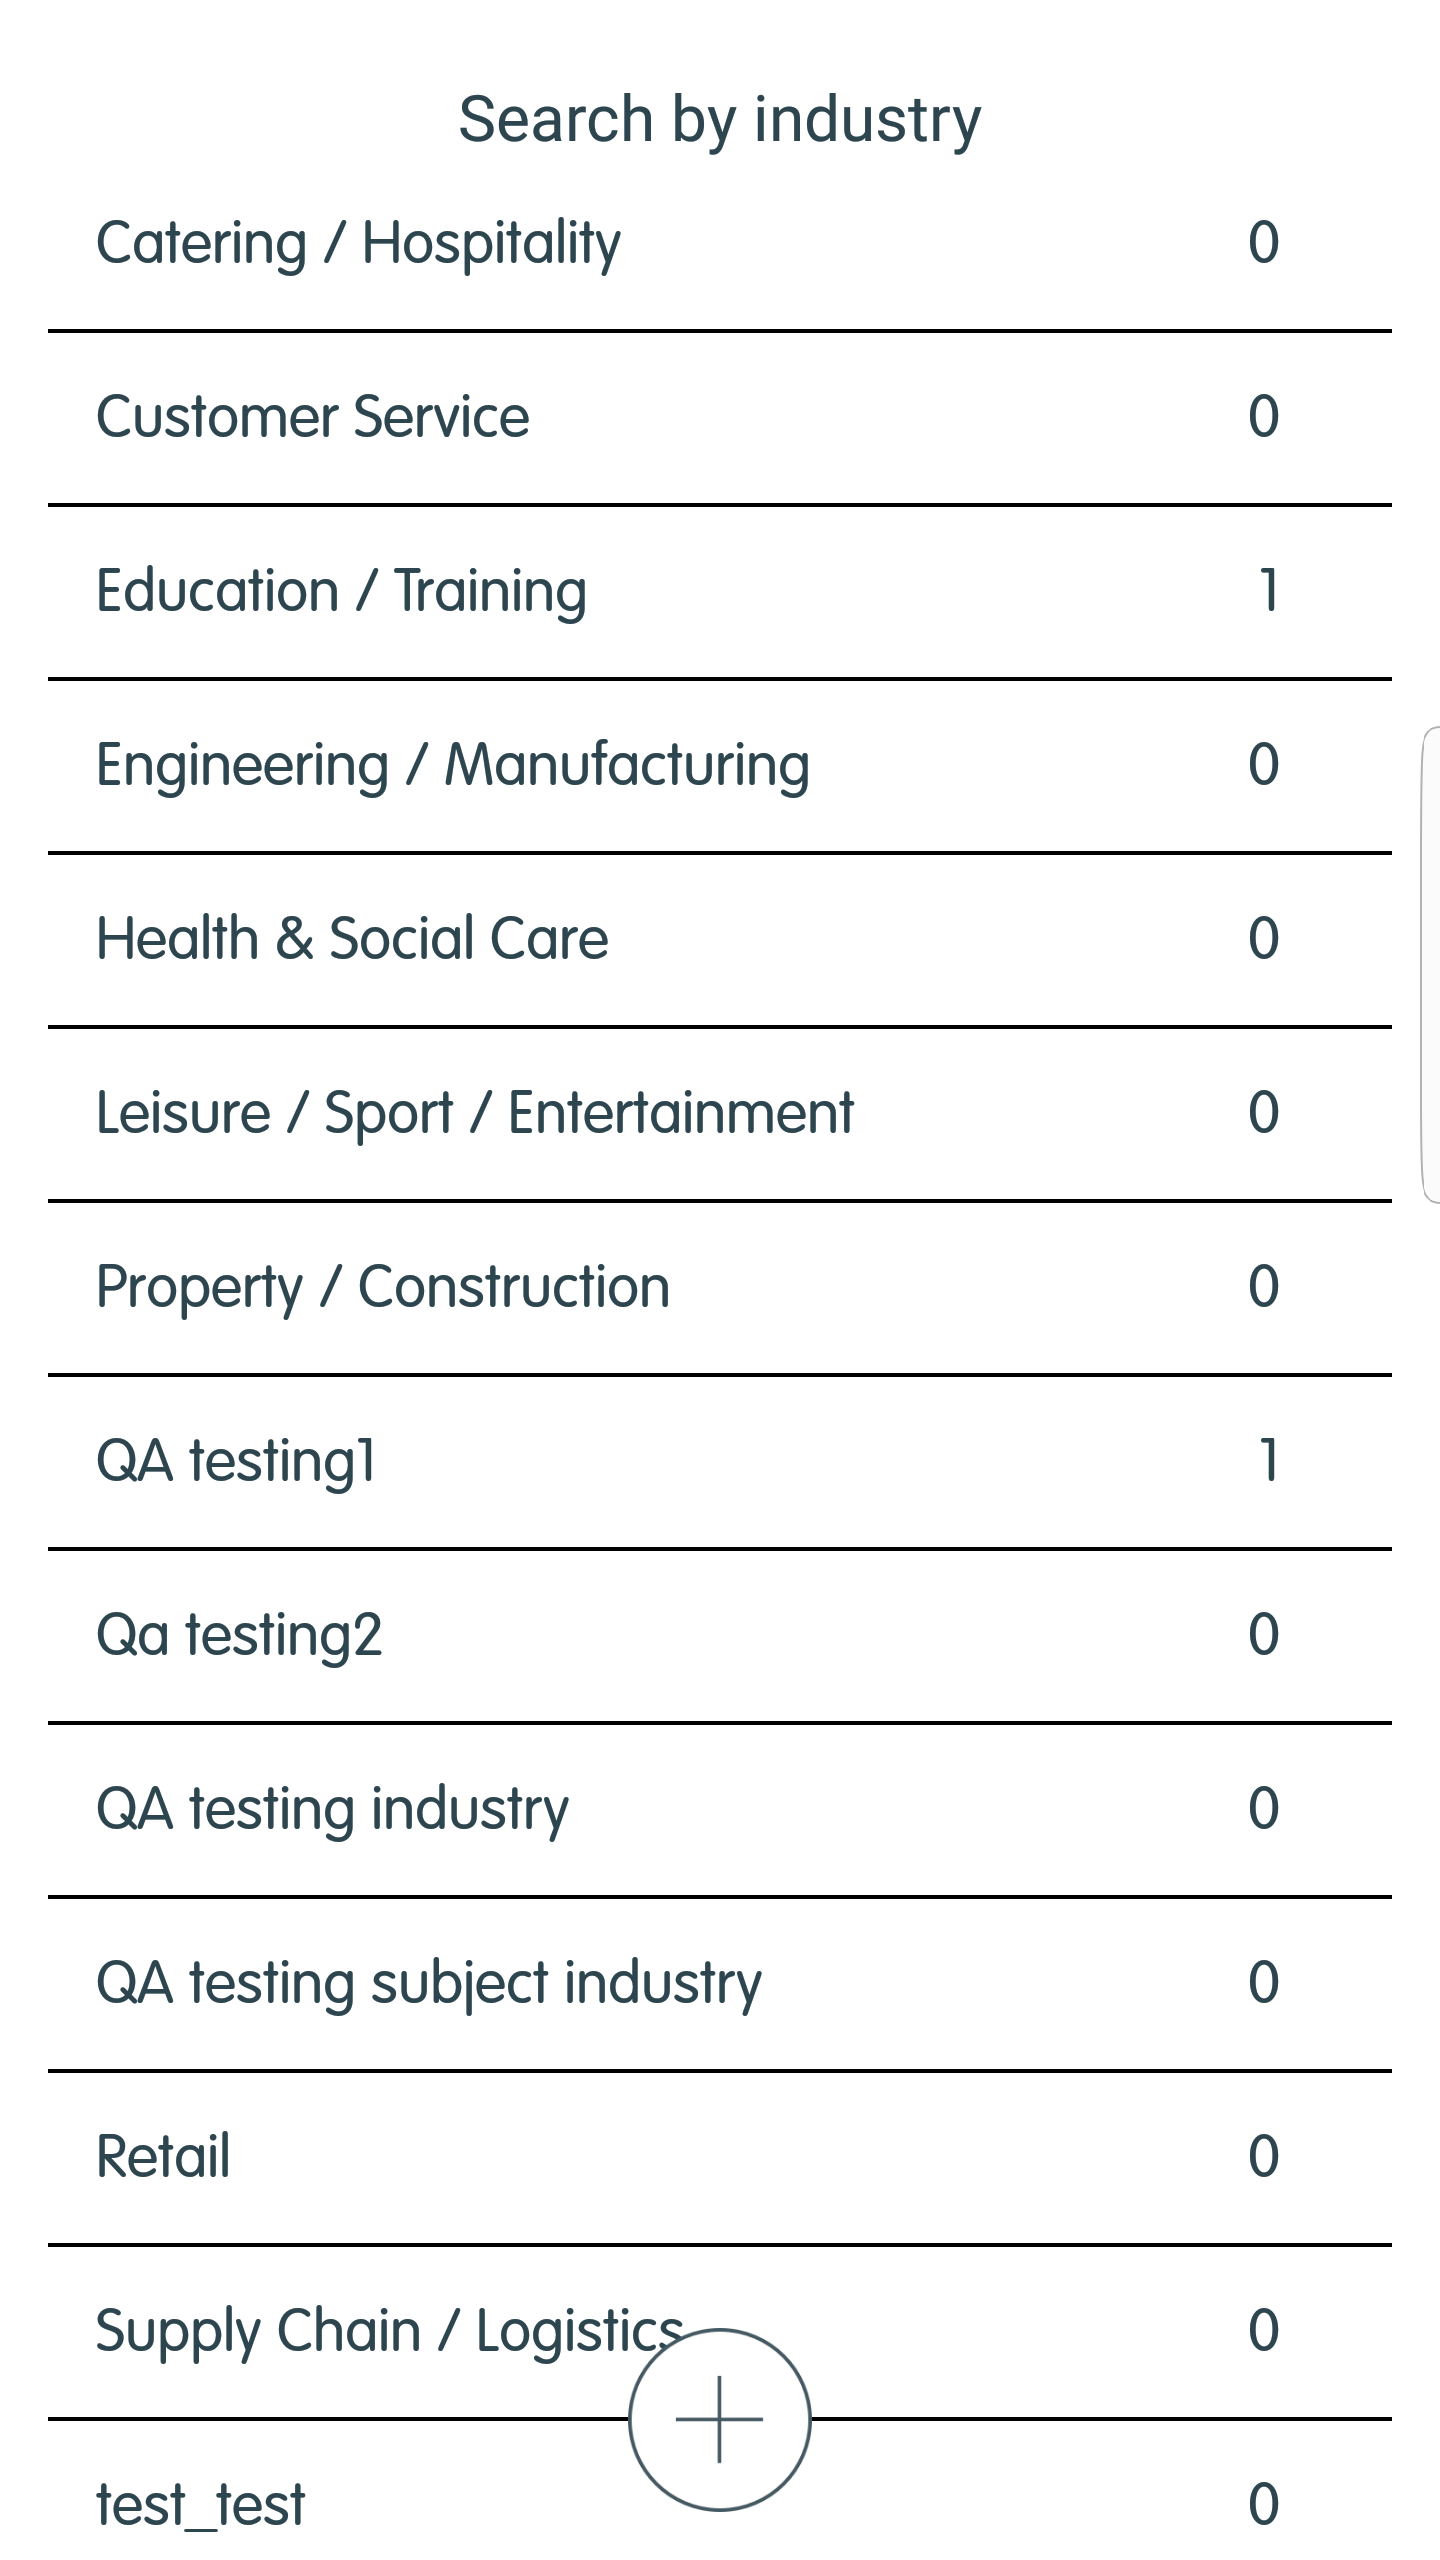 Search by industry
Catering / Hospitality 0
Customer Service 0
Education / Training 1
Engineering / Manufacturing 0
Health & Social Care 0
Leisure / Sport / Entertainment 0
Property / Construction 0
QA testing1 1
Qa testing2 0
QA testing industry 0
QA testing subject industry 0
Retail 0
Supply Chain / Logistics 0
test_test 0